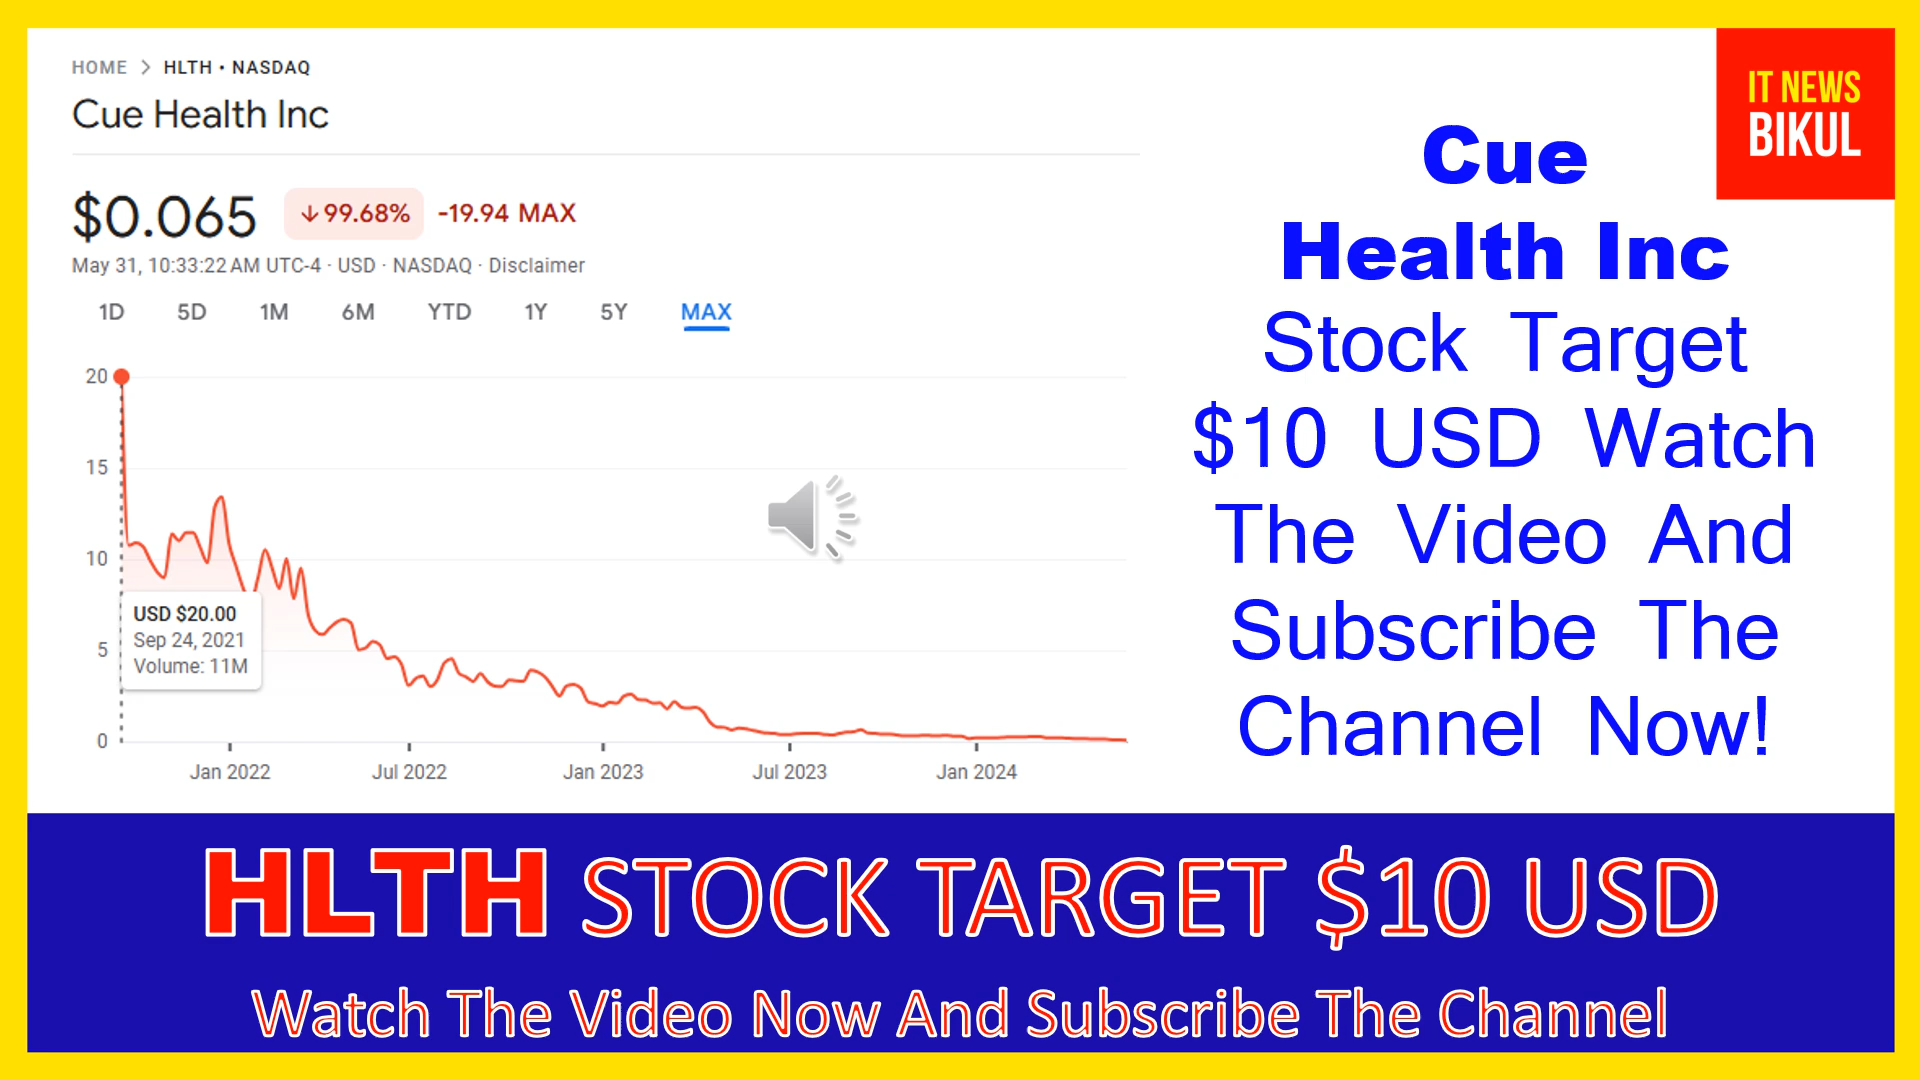 HOME > HLTH • NASDAQ
Cue Health Inc
$0.065 ↓99.68% -19.94 MAX
May 31, 10:33:22 AM UTC-4 · USD · NASDAQ · Disclaimer
1D 5D 1M 6M YTD 1Y 5Y MAX
20
15
10
5
0
USD $20.00
Sep 24, 2021
Volume: 11M
Jan 2022 Jul 2022 Jan 2023 Jul 2023 Jan 2024
IT NEWS
BIKUL
Cue
Health Inc
Stock Target
$10 USD Watch
The Video And
Subscribe The
Channel Now!
HLTH STOCK TARGET $10 USD
Watch The Video Now And Subscribe The Channel